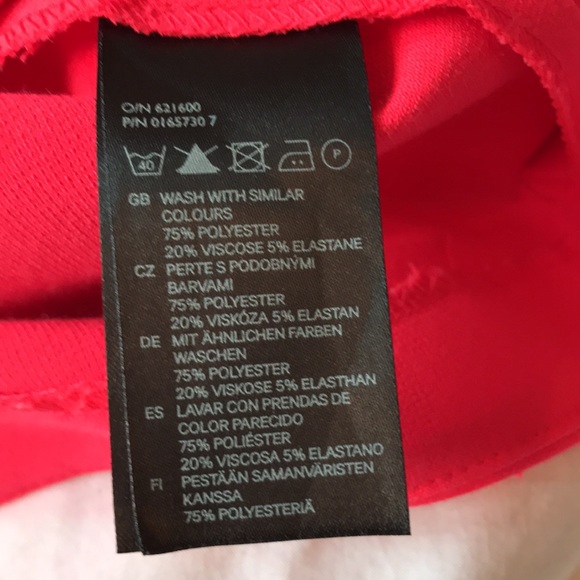 O/N 621600
P/N 0165730 7
40 P
GB WASH WITH SIMILAR
COLOURS
75% POLYESTER
20% VISCOSE 5% ELASTANE
CZ PERTE S PODOBNÝMI
BARVAMI
75% POLYESTER
20% VISKÓZA 5% ELASTAN
DE MIT ÄHNLICHEN FARBEN
WASCHEN
75% POLYESTER
20% VISKOSE 5% ELASTHAN
ES LAVAR CON PRENDAS DE
COLOR PARECIDO
75% POLIÉSTER
20% VISCOSA 5% ELASTANO
FI PESTÄÄN SAMANVÄRISTEN
KANSSA
75% POLYESTERIÄ